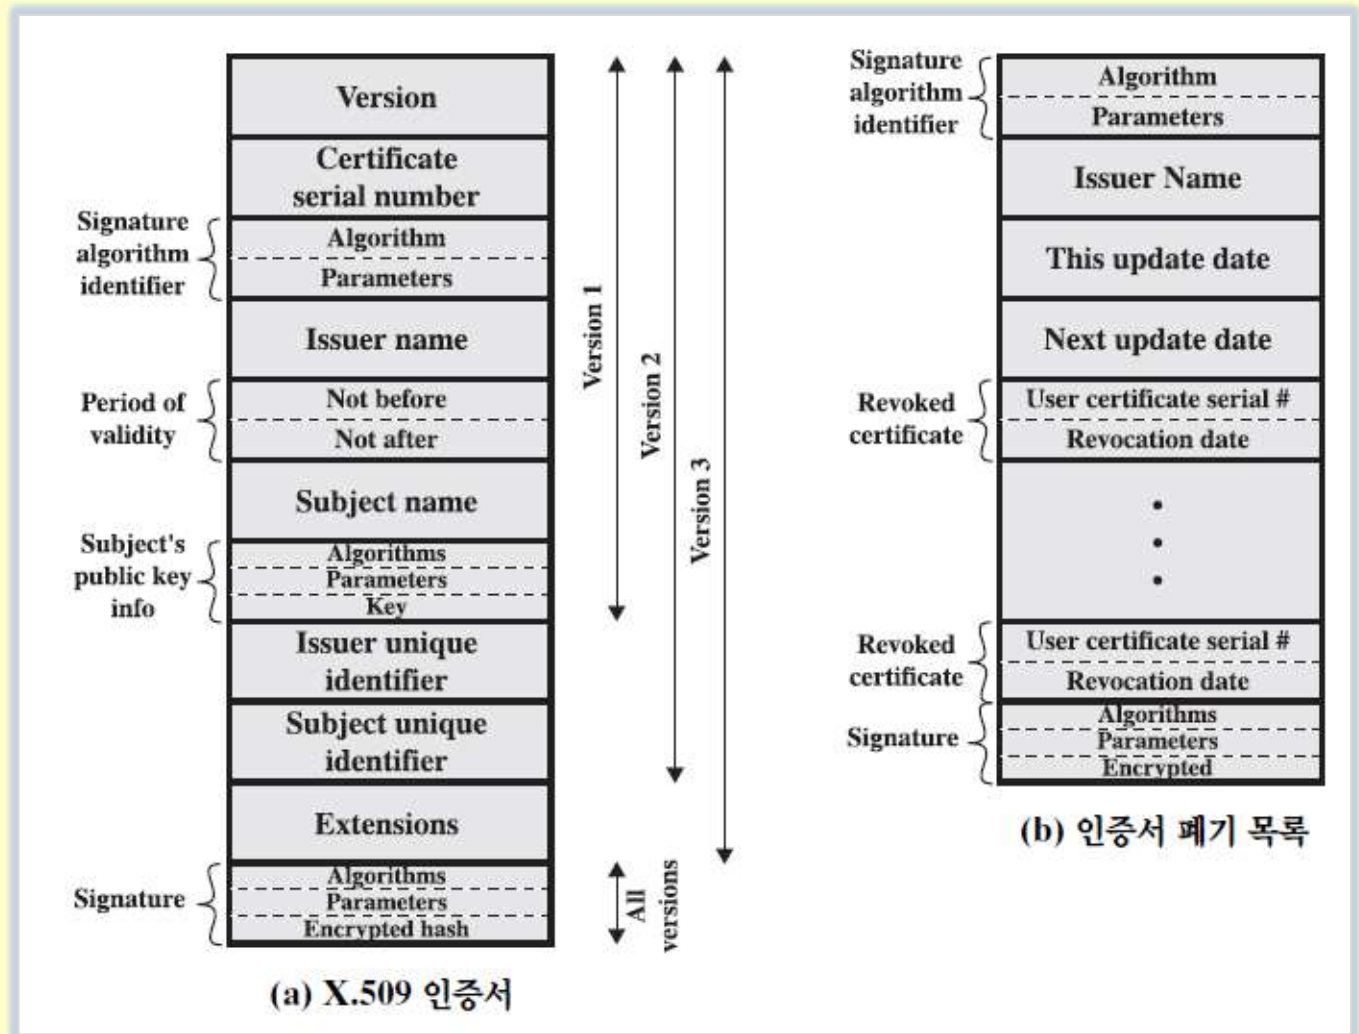 Version
Certificate
serial number
Signature
algorithm
identifier
Algorithm
Parameters
Issuer name
Period of
validity
Not before
Not after
Subject name
Subject's
public key
info
Algorithms
Parameters
Key
Issuer unique
identifier
Subject unique
identifier
Extensions
Signature
Algorithms
Parameters
Encrypted hash
Version 1
Version 2
Version 3
All
versions
(a) X.509 인증서
Signature
algorithm
identifier
Algorithm
Parameters
Issuer Name
This update date
Next update date
Revoked
certificate
User certificate serial #
Revocation date
Revoked
certificate
User certificate serial #
Revocation date
Signature
Algorithms
Parameters
Encrypted
(b) 인증서 폐기 목록